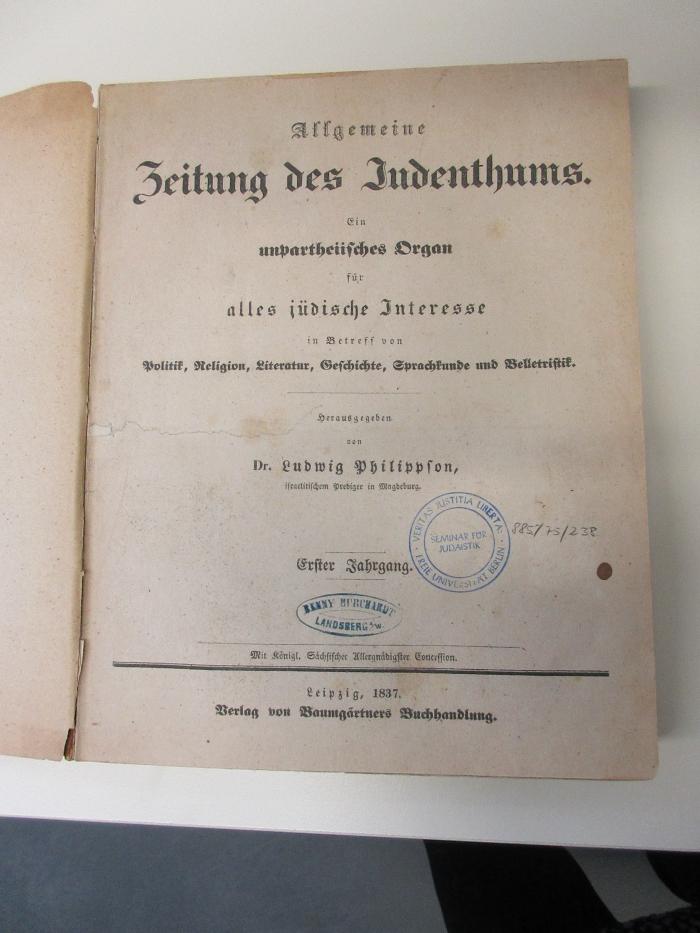 Allgemeine
Zeitung des Judenthums.
Ein
unpartheiisches Organ
für
alles jüdische Interesse
in Betreff von
Politik, Religion, Literatur, Geschichte, Sprachkunde und Belletristik.
Herausgegeben
von
Dr. Ludwig Philippson,
israelitischem Prediger in Magdeburg.
VERITAS JUSTITIA LIBERTAS
SEMINAR FÜR
JUDAISTIK
FREIE UNIVERSITÄT BERLIN
885/75/238
Erster Jahrgang.
BENNY BURCHARDT
LANDSBERG a/w.
Mit Königl. Sächsischer Allergnädigster Concession.
Leipzig, 1837.
Verlag von Baumgärtners Buchhandlung.